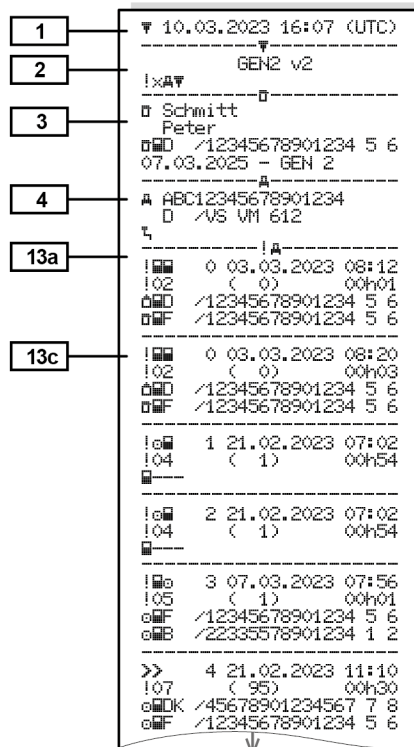 1
▼ 10.03.2023 16:07 (UTC)
2
GEN2 v2
!x
3
Schmitt
Peter
D /12345678901234 5 6
07.03.2025 - GEN 2
4
ABC12345678901234
D /VS VM 612
!
13a
! 0 03.03.2023 08:12
!02 ( 0) 00h01
D /12345678901234 5 6
F /12345678901234 5 6
13c
! 0 03.03.2023 08:20
!02 ( 0) 00h03
D /12345678901234 5 6
F /12345678901234 5 6
! 1 21.02.2023 07:02
!04 ( 1) 00h54
---
! 2 21.02.2023 07:02
!04 ( 1) 00h54
---
! 3 07.03.2023 07:56
!05 ( 1) 00h01
F /12345678901234 5 6
B /22335578901234 1 2
>> 4 21.02.2023 11:10
!07 ( 95) 00h30
DK /45678901234567 7 8
F /12345678901234 5 6